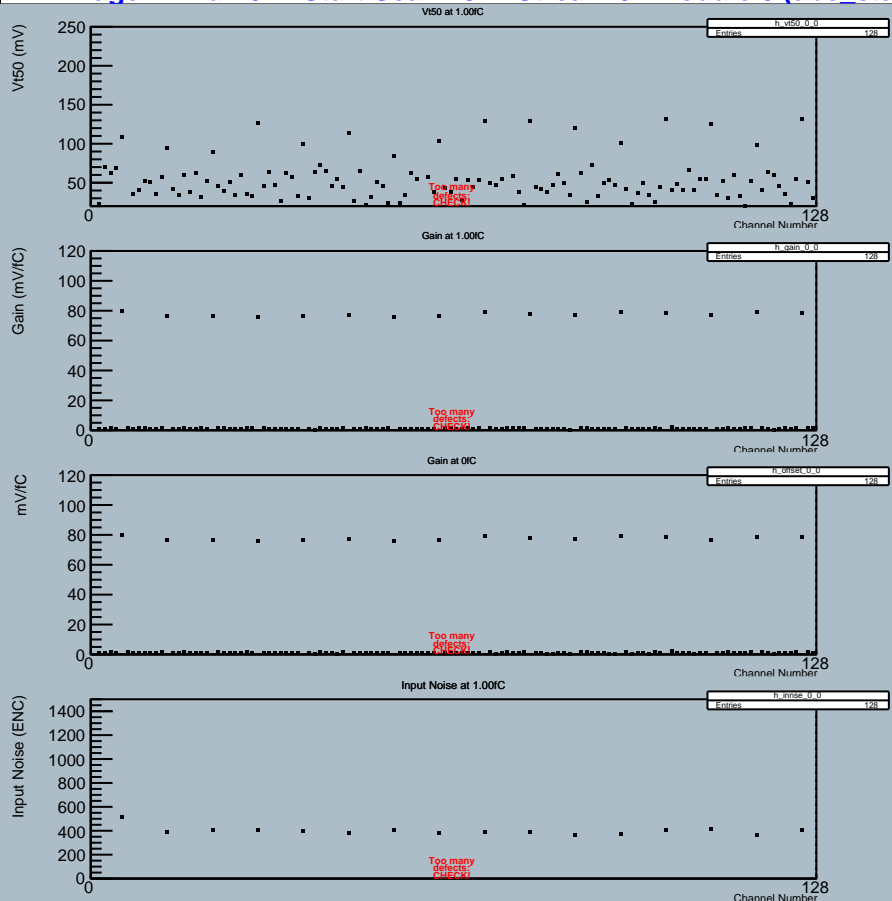 Vt50 at 1.00fC
h_vt50_0_0
Entries 128
Vt50 (mV)
250
200
150
100
50
0
128
Too many
defects:
CHECK!
Channel Number
Gain at 1.00fC
h_gain_0_0
Entries 128
Gain (mV/fC)
120
100
80
60
40
20
0
0
128
Too many
defects:
CHECK!
Channel Number
Gain at 0fC
h_offset_0_0
Entries 128
mV/fC
120
100
80
60
40
20
0
0
128
Too many
defects:
CHECK!
Channel Number
Input Noise at 1.00fC
h_innse_0_0
Entries 128
Input Noise (ENC)
1400
1200
1000
800
600
400
200
0
0
128
Too many
defects:
CHECK!
Channel Number